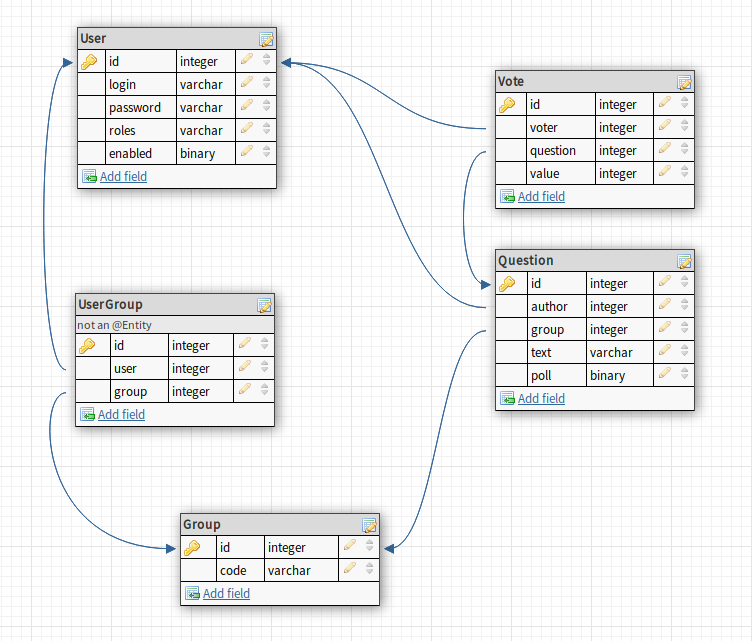 User
id integer
login varchar
password varchar
roles varchar
enabled binary
Add field
Vote
id integer
voter integer
question integer
value integer
Add field
Question
id integer
author integer
group integer
text varchar
poll binary
Add field
UserGroup
not an @Entity
id integer
user integer
group integer
Add field
Group
id integer
code varchar
Add field